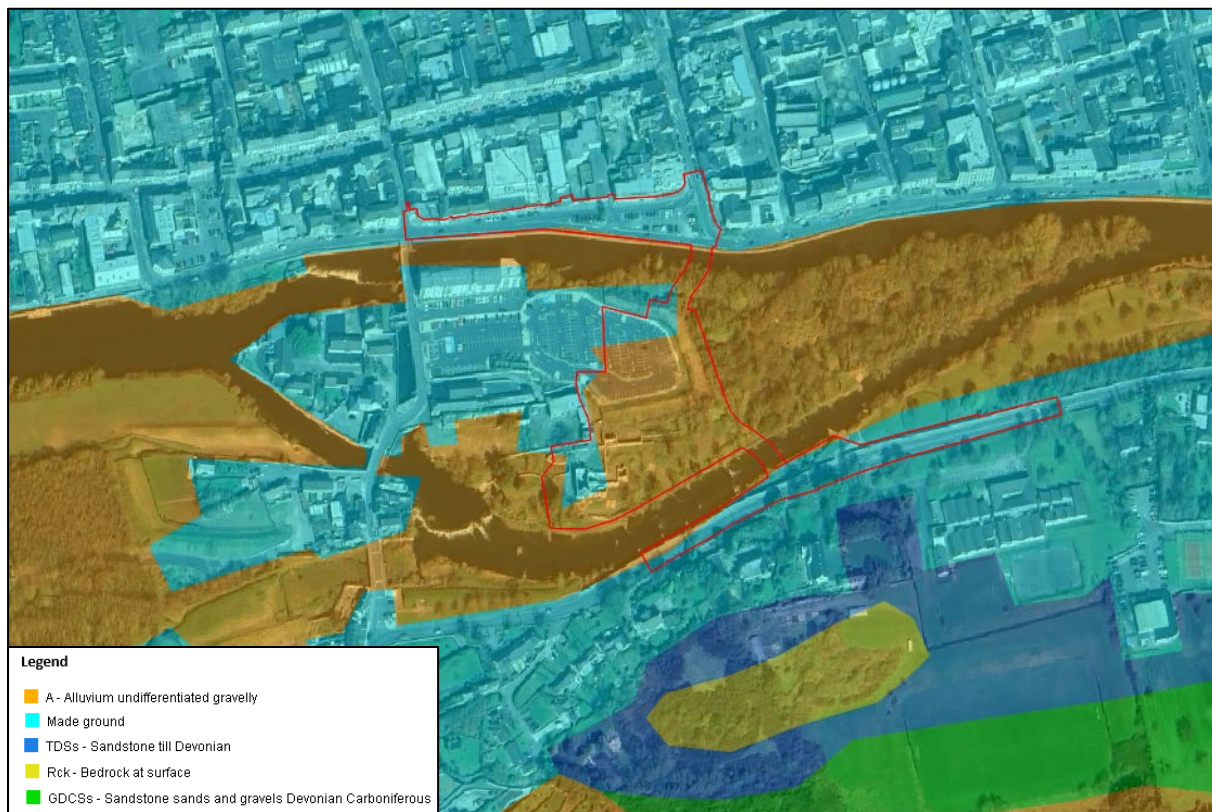 Legend
A - Alluvium undifferentiated gravelly
Made ground
TDSs - Sandstone till Devonian
Rck - Bedrock at surface
GDCSs - Sandstone sands and gravels Devonian Carboniferous